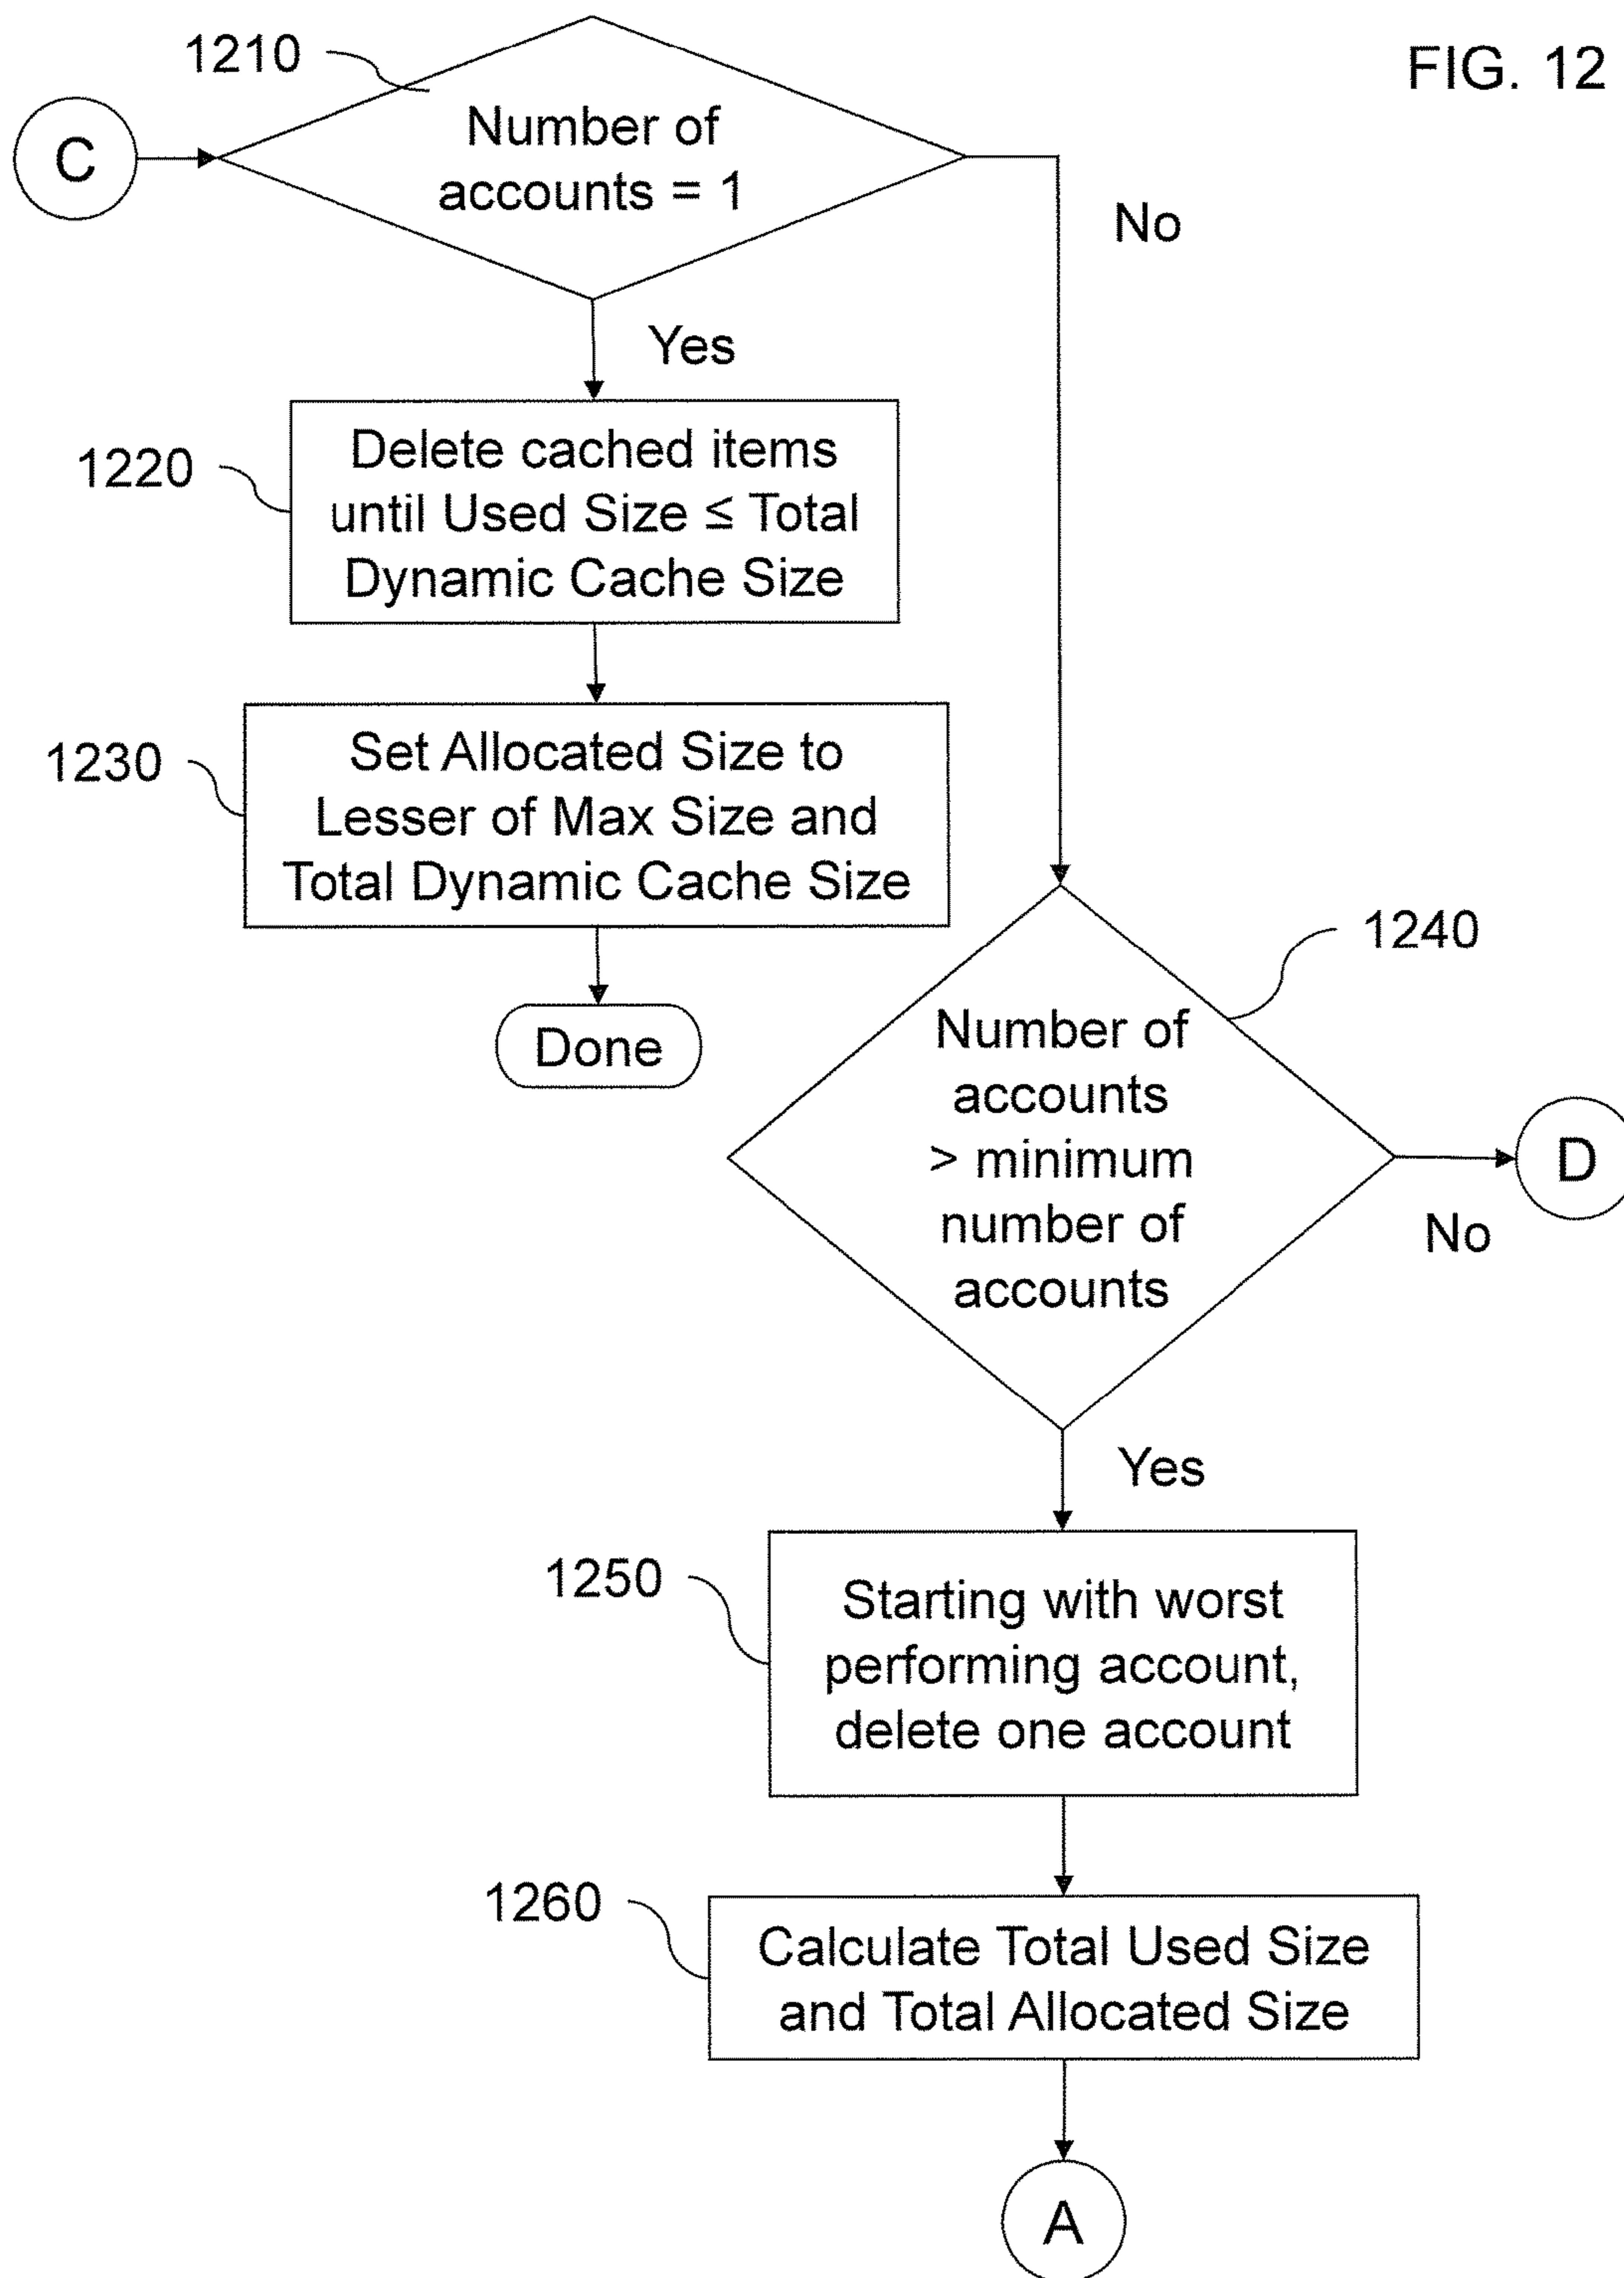 FIG. 12
1210
C
Number of
accounts = 1
No
Yes
1220
Delete cached items
until Used Size ≤ Total
Dynamic Cache Size
1230
Set Allocated Size to
Lesser of Max Size and
Total Dynamic Cache Size
Done
1240
Number of
accounts
> minimum
number of
accounts
D
No
Yes
1250
Starting with worst
performing account,
delete one account
1260
Calculate Total Used Size
and Total Allocated Size
A